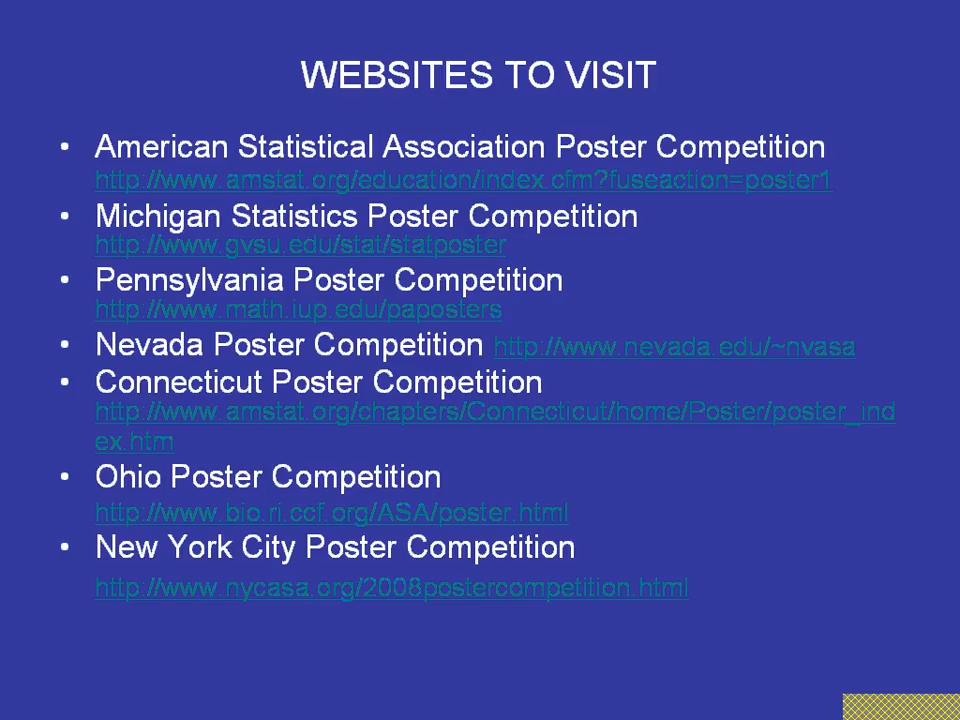 WEBSITES TO VISIT
• American Statistical Association Poster Competition
http://www.amstat.org/education/index.cfm?fuseaction=poster1
• Michigan Statistics Poster Competition
http://www.gvsu.edu/stat/statposter
• Pennsylvania Poster Competition
http://www.math.iup.edu/paposters
• Nevada Poster Competition http://www.nevada.edu/~nvasa
• Connecticut Poster Competition
http://www.amstat.org/chapters/Connecticut/home/Poster/poster_ind
ex.htm
• Ohio Poster Competition
http://www.bio.ri.ccf.org/ASA/poster.html
• New York City Poster Competition
http://www.nycasa.org/2008postercompetition.html